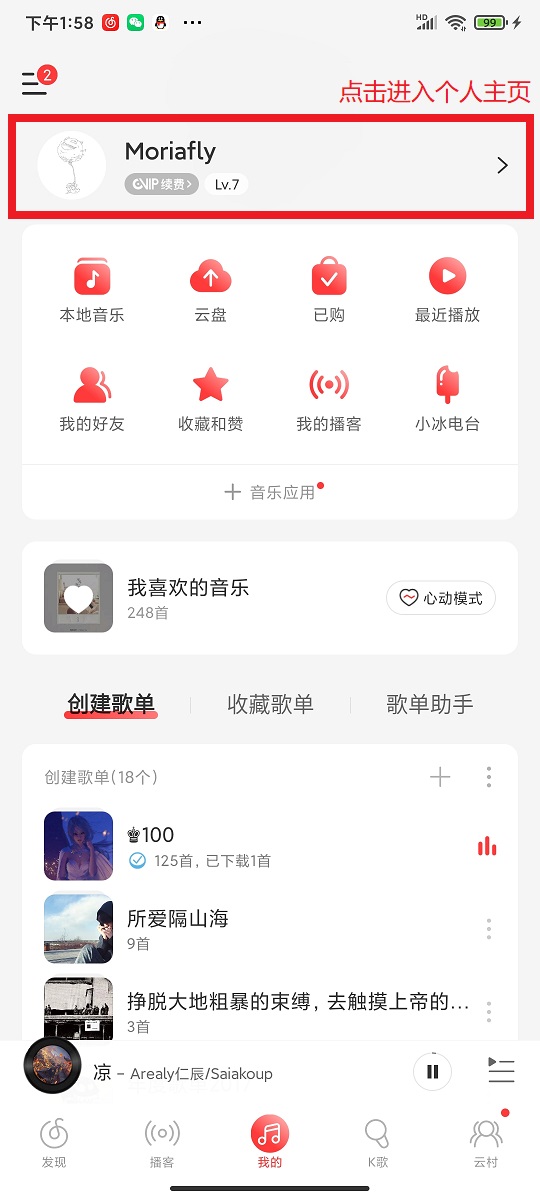 下午1:58
HD
99
2
点击进入个人主页
Moriafly
VIP 续费
Lv.7
本地音乐
云盘
已购
最近播放
我的好友
收藏和赞
我的播客
小冰电台
音乐应用
我喜欢的音乐
248首
心动模式
创建歌单
收藏歌单
歌单助手
创建歌单(18个)
♚100
125首，已下载1首
所爱隔山海
9首
挣脱大地粗暴的束缚，去触摸上帝的...
3首
凉 - Arealy仁辰/Saiakoup
发现
播客
我的
K歌
云村